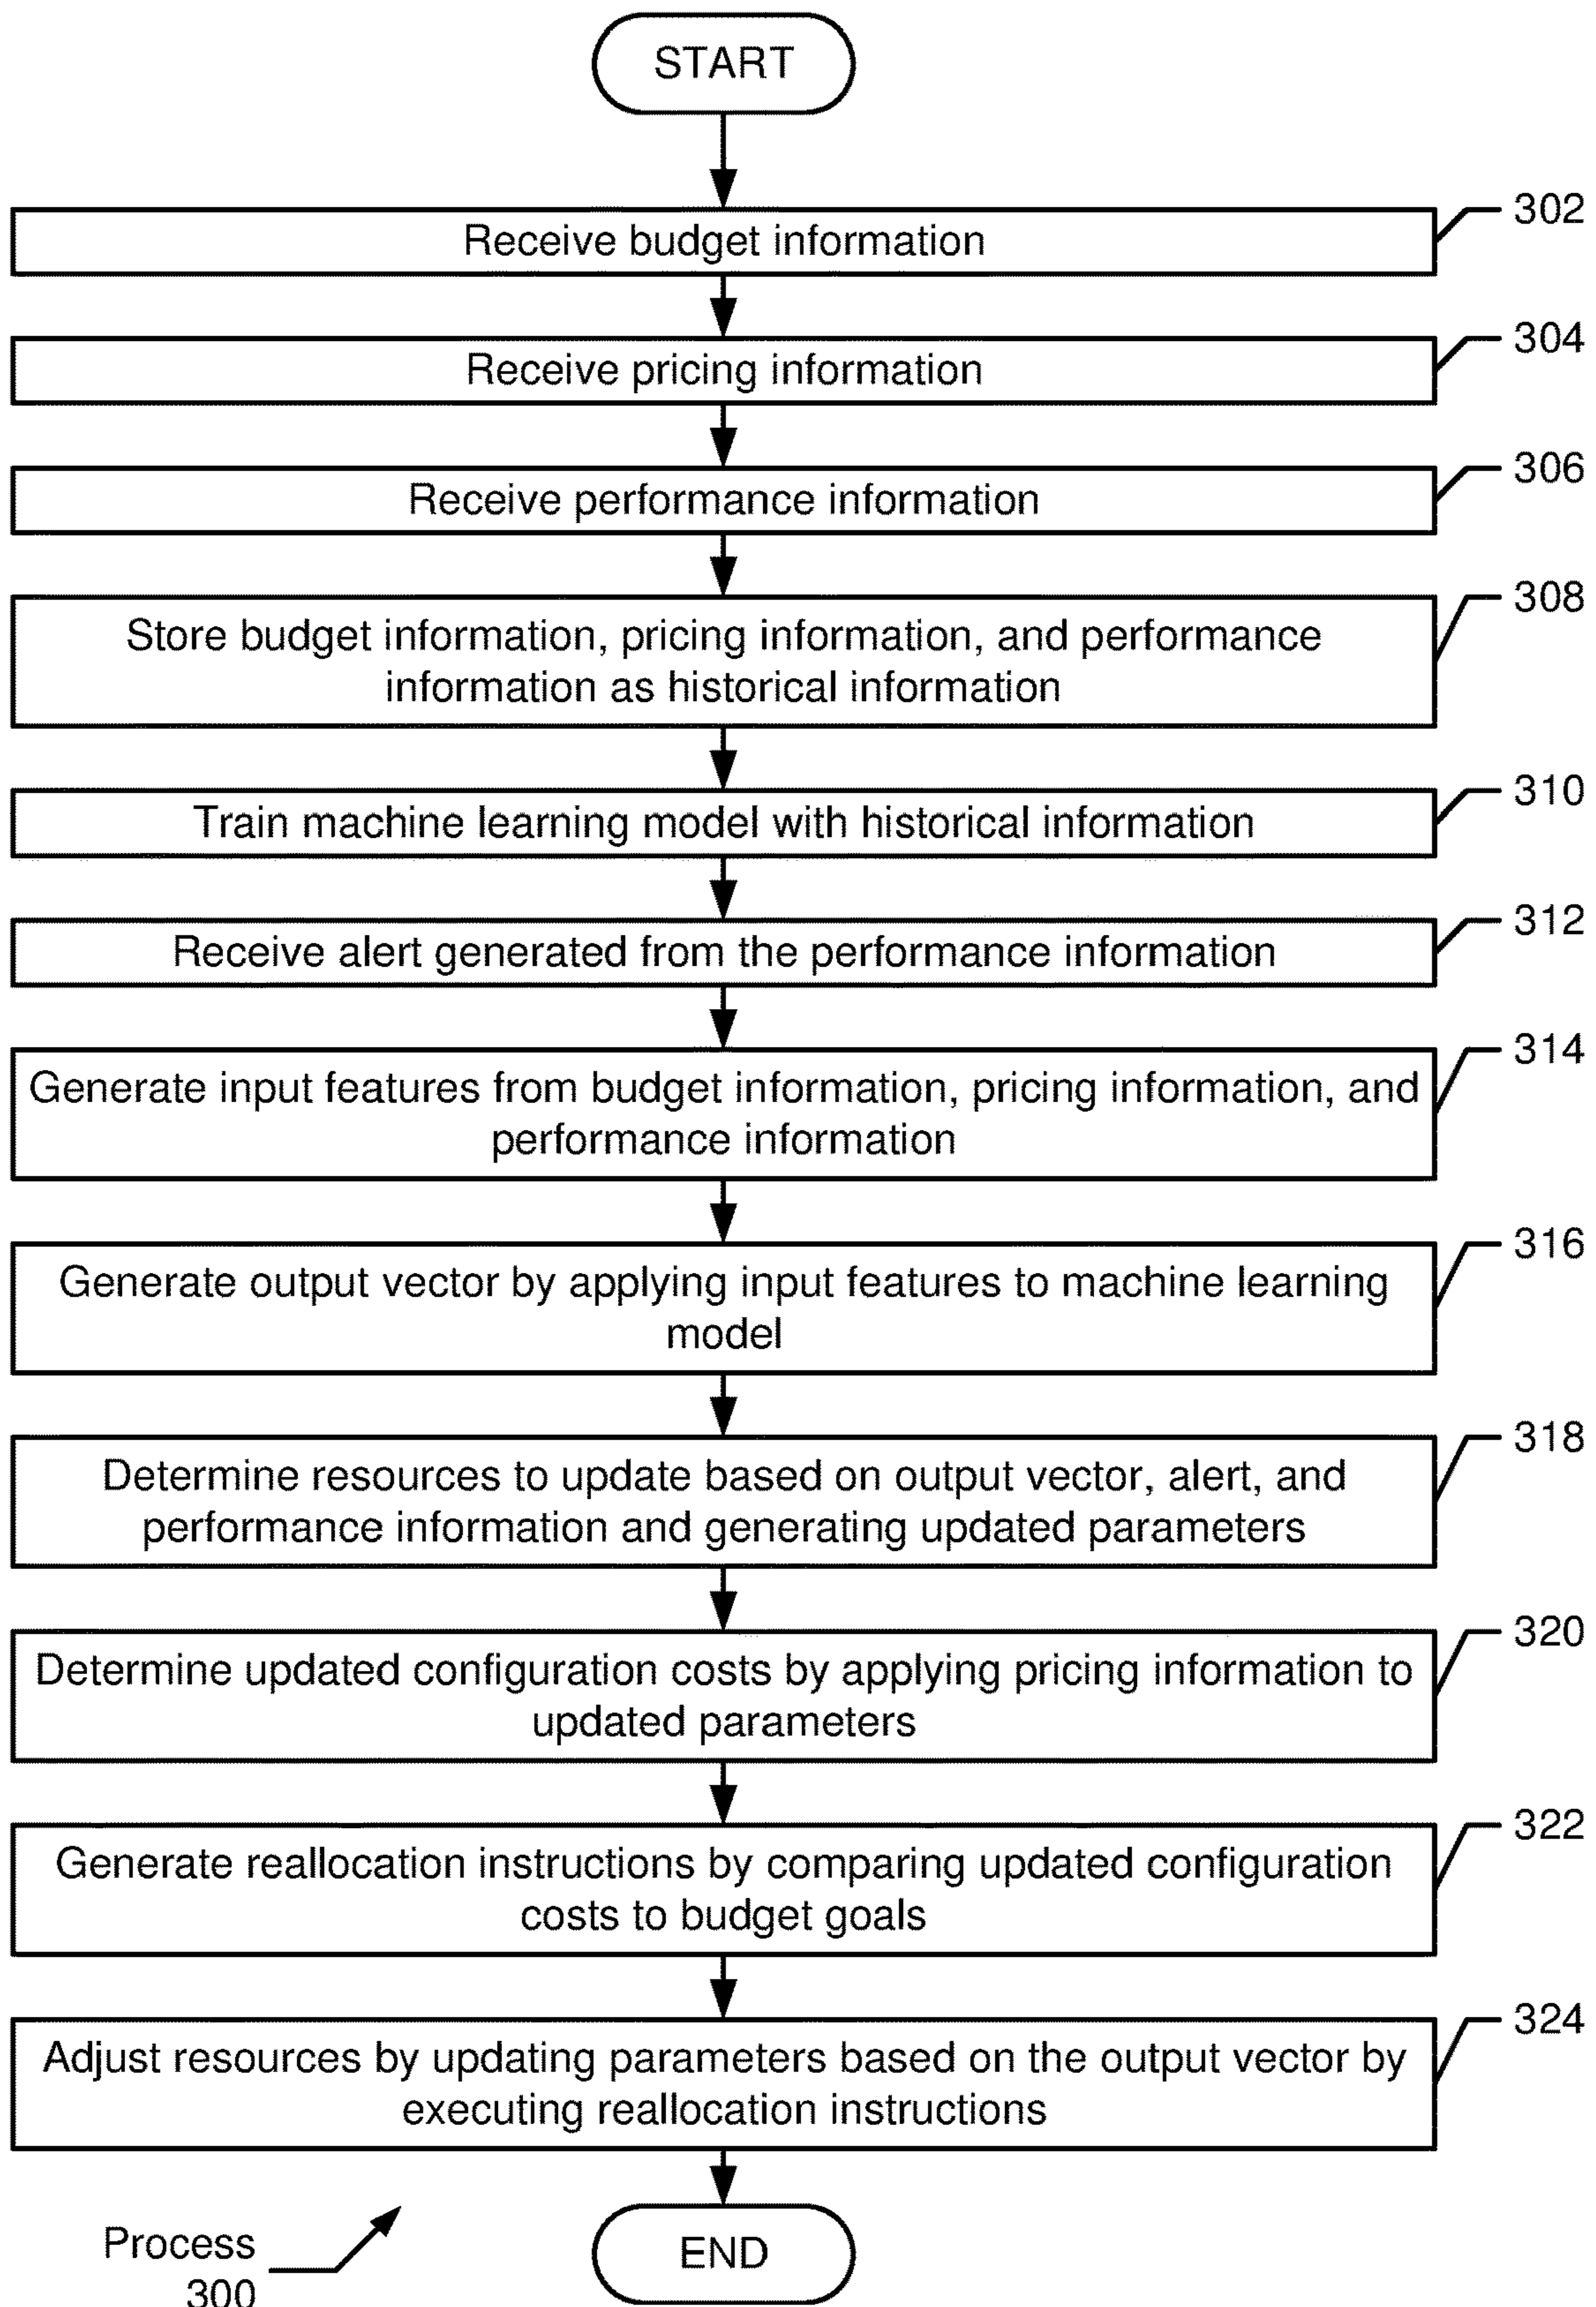 START
302
Receive budget information
304
Receive pricing information
306
Receive performance information
308
Store budget information, pricing information, and performance
information as historical information
310
Train machine learning model with historical information
312
Receive alert generated from the performance information
314
Generate input features from budget information, pricing information, and
performance information
316
Generate output vector by applying input features to machine learning
model
318
Determine resources to update based on output vector, alert, and
performance information and generating updated parameters
320
Determine updated configuration costs by applying pricing information to
updated parameters
322
Generate reallocation instructions by comparing updated configuration
costs to budget goals
324
Adjust resources by updating parameters based on the output vector by
executing reallocation instructions
END
Process
300